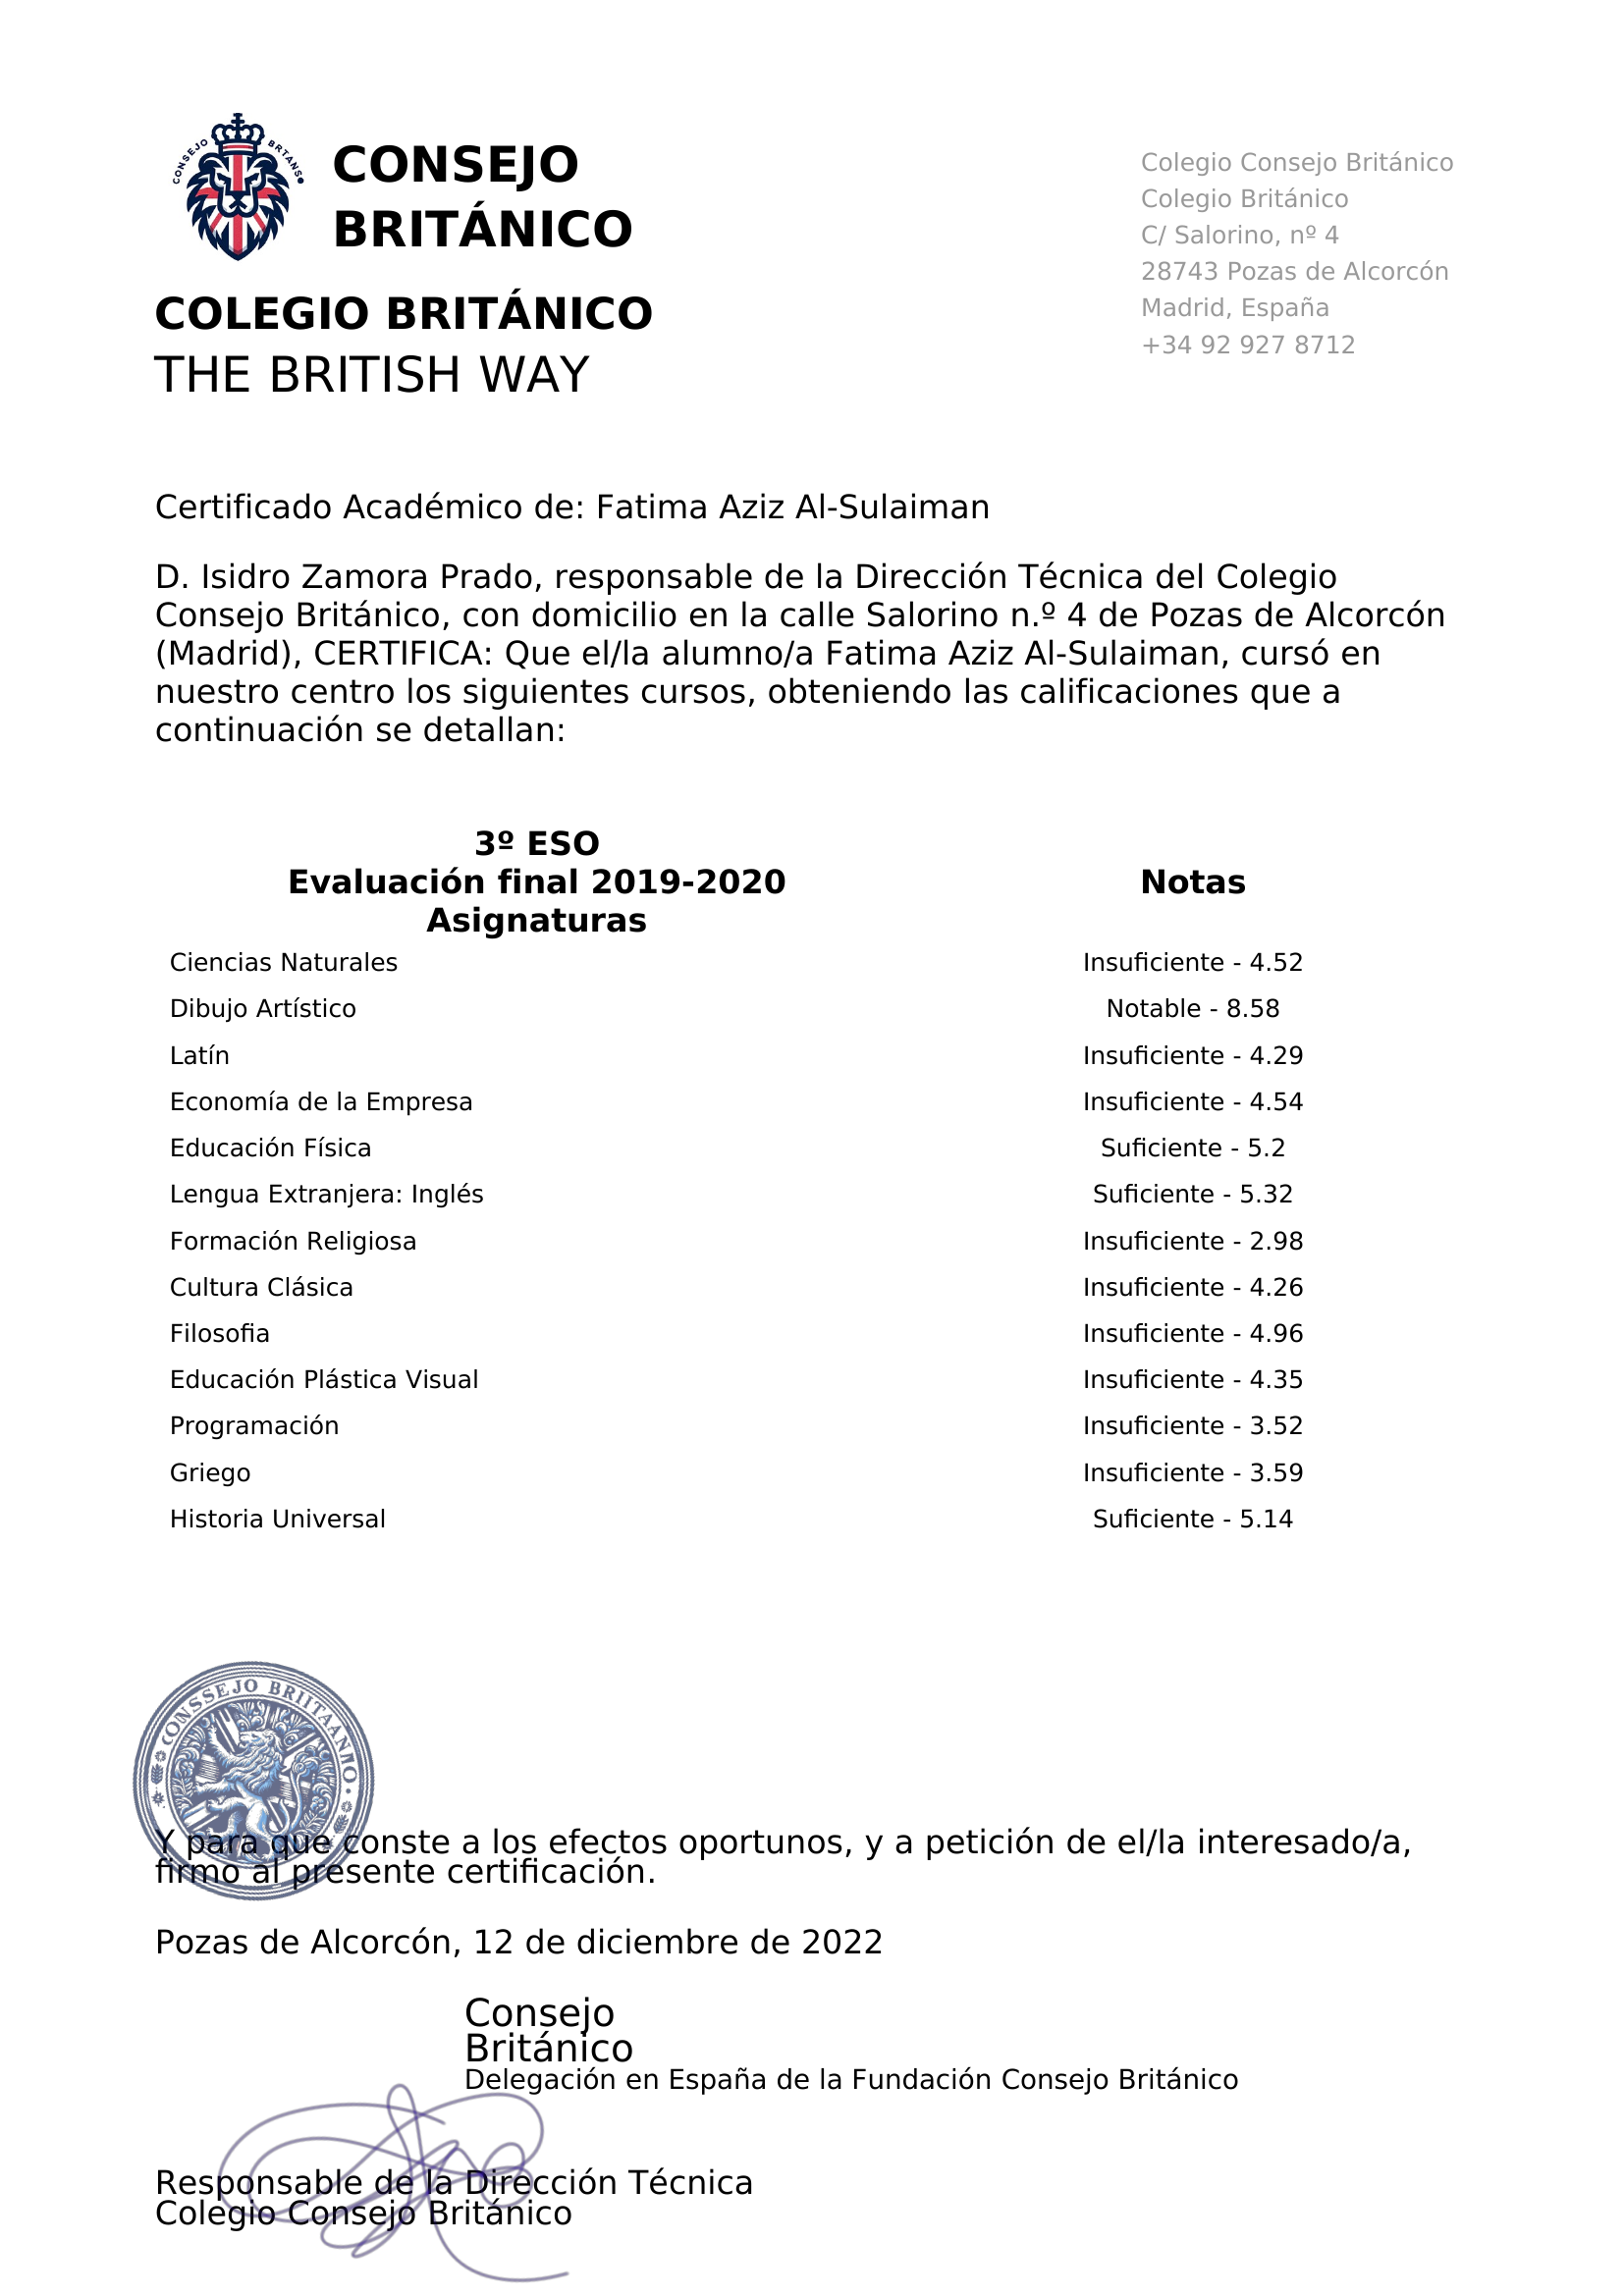 CONSEJO BRTANS
CONSEJO
BRITÁNICO
COLEGIO BRITÁNICO
THE BRITISH WAY
Colegio Consejo Británico
Colegio Británico
C/ Salorino, nº 4
28743 Pozas de Alcorcón
Madrid, España
+34 92 927 8712
Certificado Académico de: Fatima Aziz Al-Sulaiman
D. Isidro Zamora Prado, responsable de la Dirección Técnica del Colegio
Consejo Británico, con domicilio en la calle Salorino n.º 4 de Pozas de Alcorcón
(Madrid), CERTIFICA: Que el/la alumno/a Fatima Aziz Al-Sulaiman, cursó en
nuestro centro los siguientes cursos, obteniendo las calificaciones que a
continuación se detallan:
3º ESO
Evaluación final 2019-2020 Notas
Asignaturas
Ciencias Naturales Insuficiente - 4.52
Dibujo Artístico Notable - 8.58
Latín Insuficiente - 4.29
Economía de la Empresa Insuficiente - 4.54
Educación Física Suficiente - 5.2
Lengua Extranjera: Inglés Suficiente - 5.32
Formación Religiosa Insuficiente - 2.98
Cultura Clásica Insuficiente - 4.26
Filosofia Insuficiente - 4.96
Educación Plástica Visual Insuficiente - 4.35
Programación Insuficiente - 3.52
Griego Insuficiente - 3.59
Historia Universal Suficiente - 5.14
CONSSEJO BRIITAANIO
Y para que conste a los efectos oportunos, y a petición de el/la interesado/a,
firmo al presente certificación.
Pozas de Alcorcón, 12 de diciembre de 2022
Consejo
Británico
Delegación en España de la Fundación Consejo Británico
Responsable de la Dirección Técnica
Colegio Consejo Británico